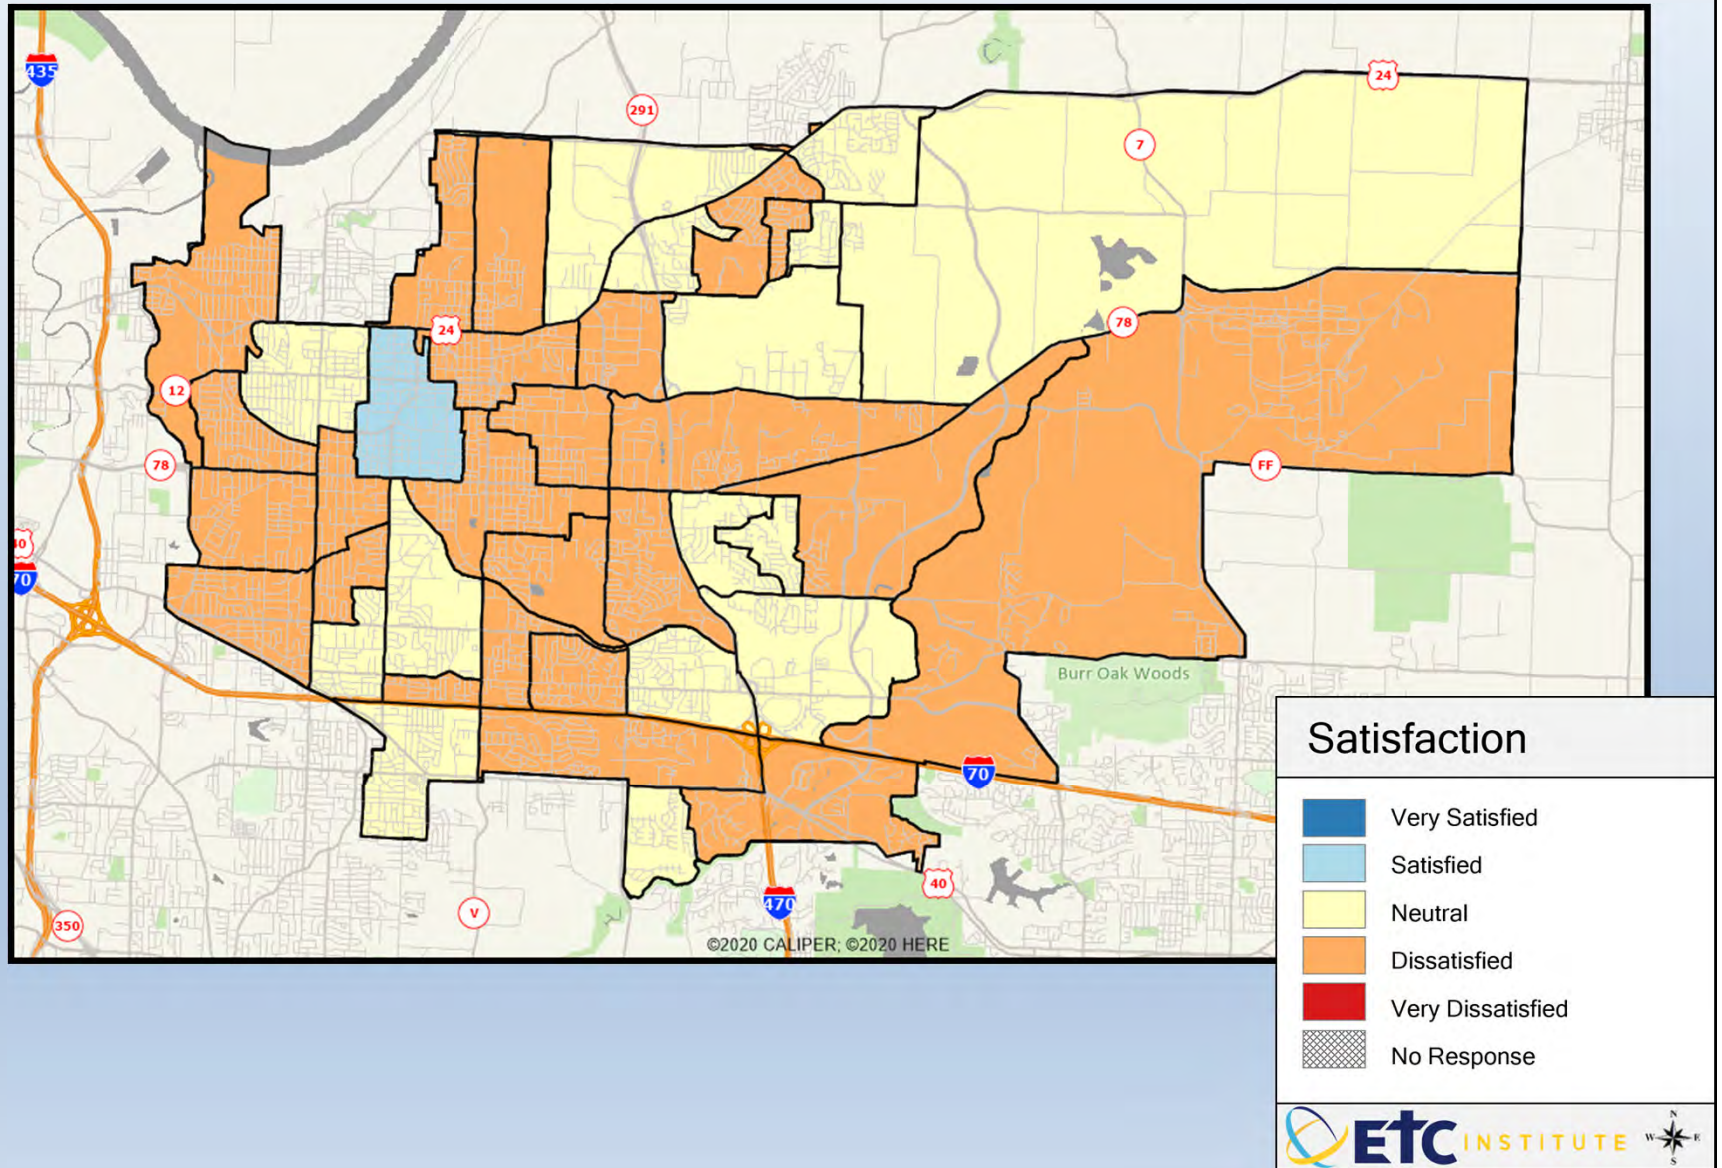 435
24
291
7
24
78
12
78
FF
40
70
Burr Oak Woods
70
40
470
V
350
©2020 CALIPER; ©2020 HERE
Satisfaction
Very Satisfied
Satisfied
Neutral
Dissatisfied
Very Dissatisfied
No Response
ETC INSTITUTE
N
W E
S